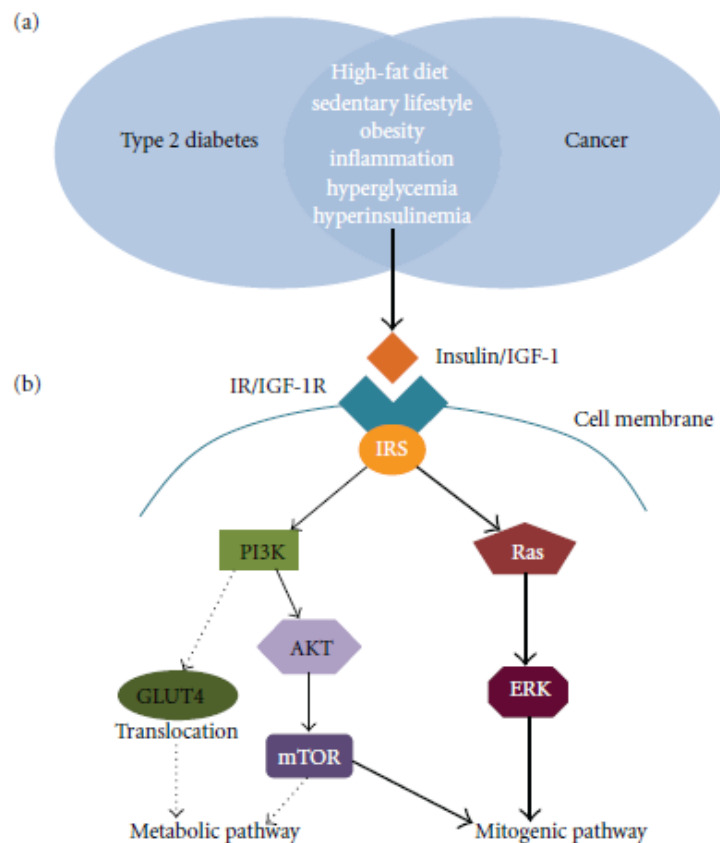 (a)
High-fat diet
sedentary lifestyle
obesity
inflammation
hyperglycemia
hyperinsulinemia
Type 2 diabetes
Cancer
Insulin/IGF-1
(b)
IR/IGF-1R
Cell membrane
IRS
PI3K
Ras
AKT
GLUT4
Translocation
ERK
mTOR
Metabolic pathway
Mitogenic pathway